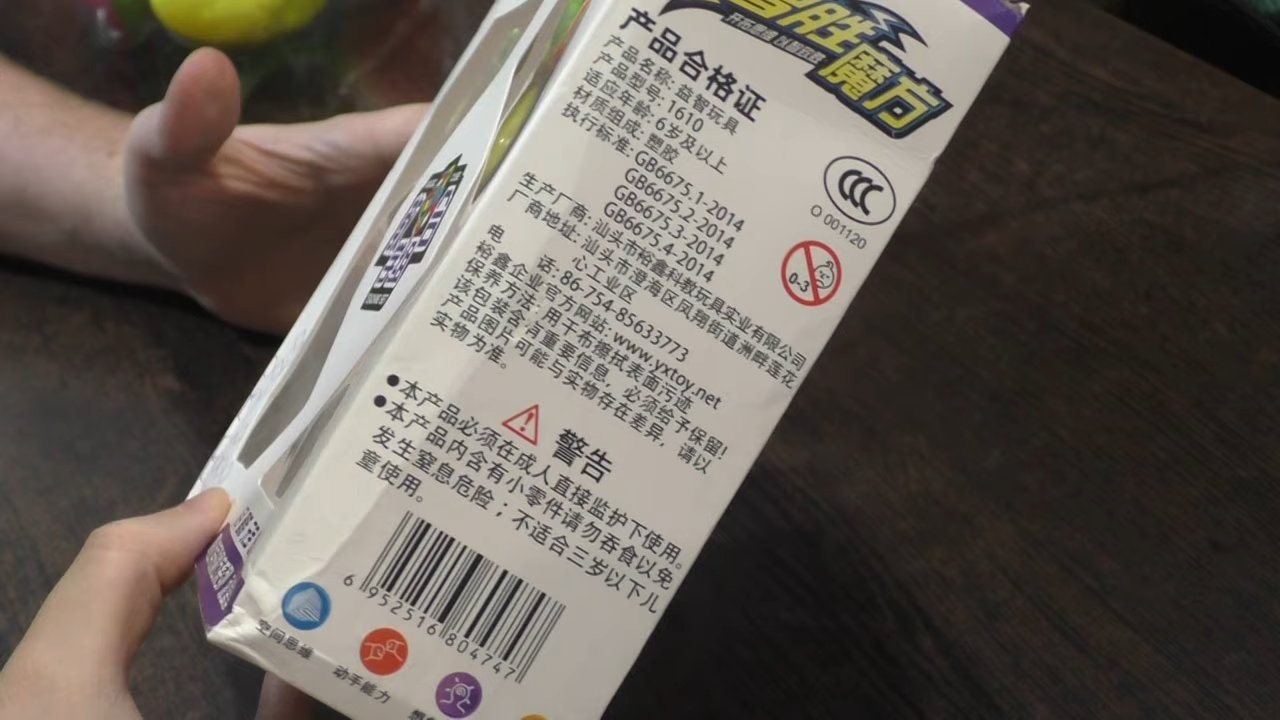 智胜魔方
产品合格证
产品名称: 益智玩具
产品型号: 1610
适应年龄: 6岁及以上
材质组成: 塑胶
执行标准: GB6675.1-2014
GB6675.2-2014
GB6675.3-2014
GB6675.4-2014
生产厂商: 汕头市裕鑫科教玩具实业有限公司
厂商地址: 汕头市澄海区凤翔街道洲畔莲花
心工业区
电 话: 86-754-85633773
裕鑫企业官方网站: www.yxtoy.net
保养方法: 用干布擦拭表面污迹
该包装含有重要信息, 必须给予保留!
产品图片可能与实物存在差异, 请以
实物为准。
CCC
O 001120
0-3
警告
●本产品必须在成人直接监护下使用。
●本产品内含有小零件请勿吞食以免
发生窒息危险；不适合三岁以下儿
童使用。
6 952516 804747
空间思维
动手能力